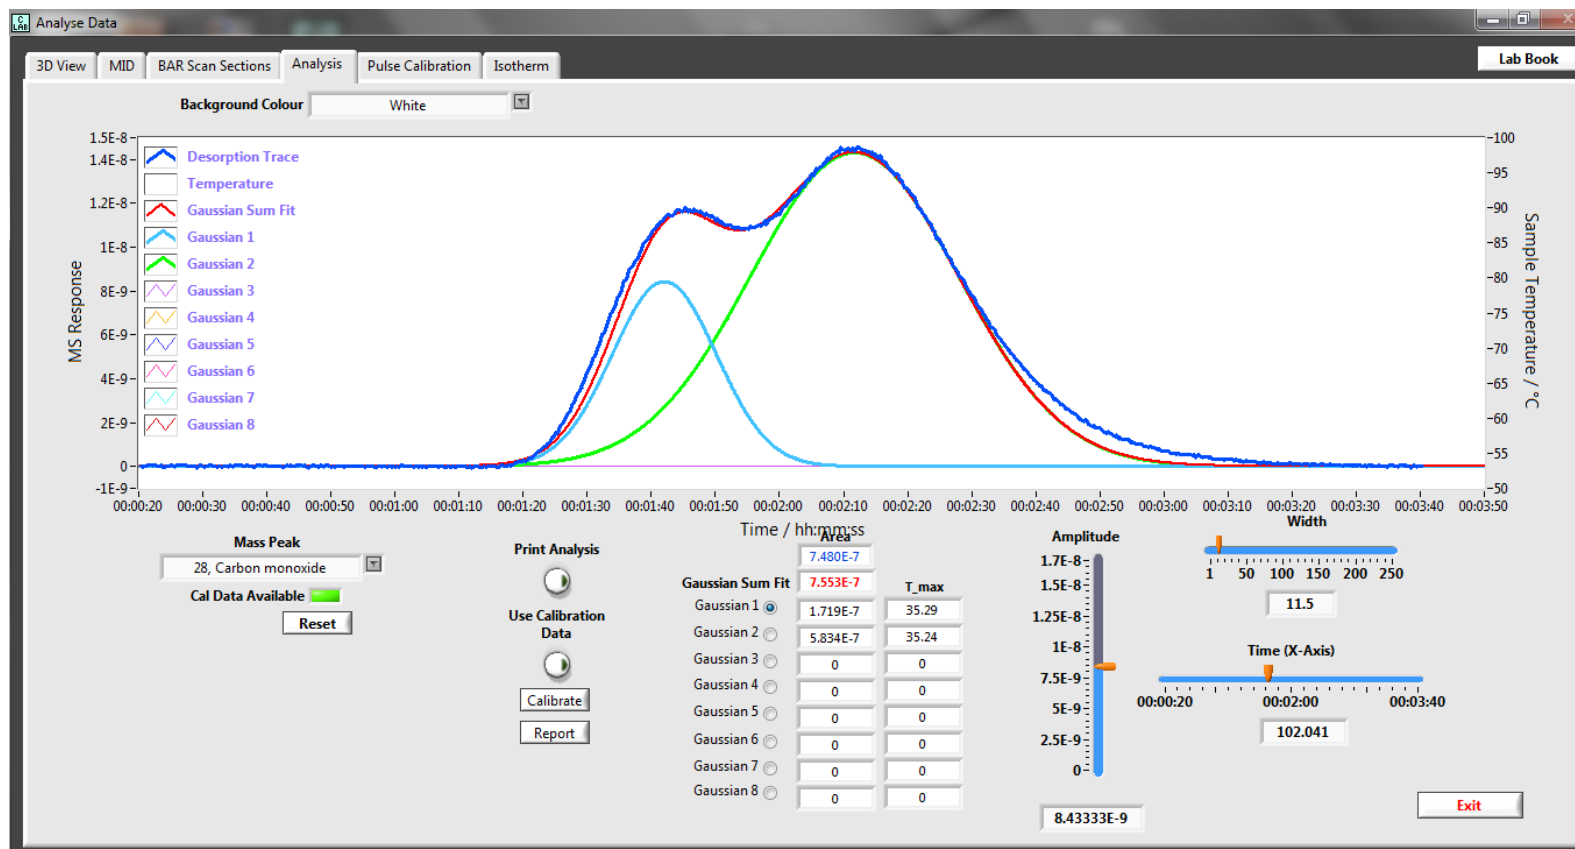 C LAB Analyse Data
3D View MID BAR Scan Sections Analysis Pulse Calibration Isotherm
Lab Book
Background Colour White
1.5E-8
1.4E-8
1.2E-8
1E-8
8E-9
6E-9
4E-9
2E-9
0
-1E-9
MS Response
Desorption Trace
Temperature
Gaussian Sum Fit
Gaussian 1
Gaussian 2
Gaussian 3
Gaussian 4
Gaussian 5
Gaussian 6
Gaussian 7
Gaussian 8
100
95
90
85
80
75
70
65
60
55
50
Sample Temperature / °C
00:00:20 00:00:30 00:00:40 00:00:50 00:01:00 00:01:10 00:01:20 00:01:30 00:01:40 00:01:50 00:02:00 00:02:10 00:02:20 00:02:30 00:02:40 00:02:50 00:03:00 00:03:10 00:03:20 00:03:30 00:03:40 00:03:50
Time / hh:mm:ss
Mass Peak
28, Carbon monoxide
Cal Data Available
Reset
Print Analysis
Use Calibration
Data
Calibrate
Report
Area
7.480E-7
Gaussian Sum Fit 7.553E-7 T_max
Gaussian 1 1.719E-7 35.29
Gaussian 2 5.834E-7 35.24
Gaussian 3 0 0
Gaussian 4 0 0
Gaussian 5 0 0
Gaussian 6 0 0
Gaussian 7 0 0
Gaussian 8 0 0
Amplitude
1.7E-8
1.5E-8
1.25E-8
1E-8
7.5E-9
5E-9
2.5E-9
0
8.43333E-9
Width
1 50 100 150 200 250
11.5
Time (X-Axis)
00:00:20 00:02:00 00:03:40
102.041
Exit